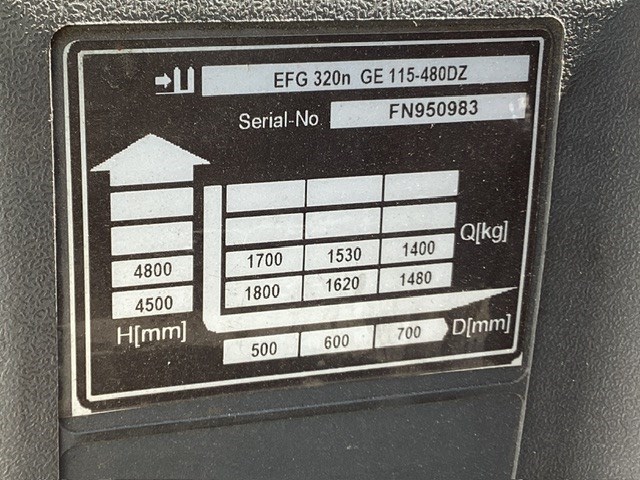 EFG 320n GE 115-480DZ
Serial-No FN950983
Q[kg]
4800 1700 1530 1400
4500 1800 1620 1480
H[mm] 500 600 700 D[mm]